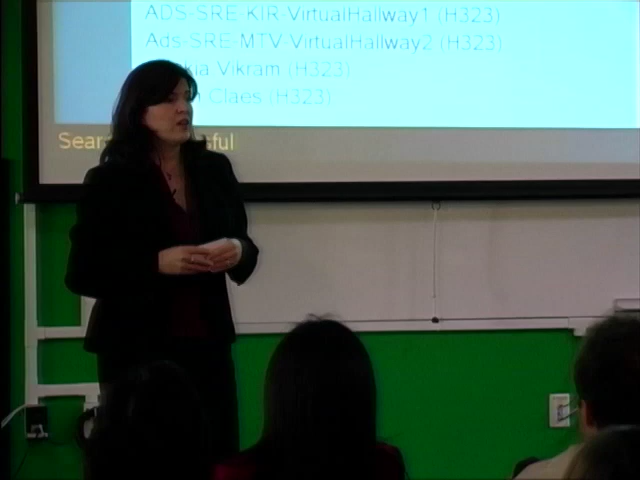 ADS-SRE-KIR-VirtualHallway1 (H323)
Ads-SRE-MTV-VirtualHallway2 (H323)
Vikram (H323)
Claes (H323)